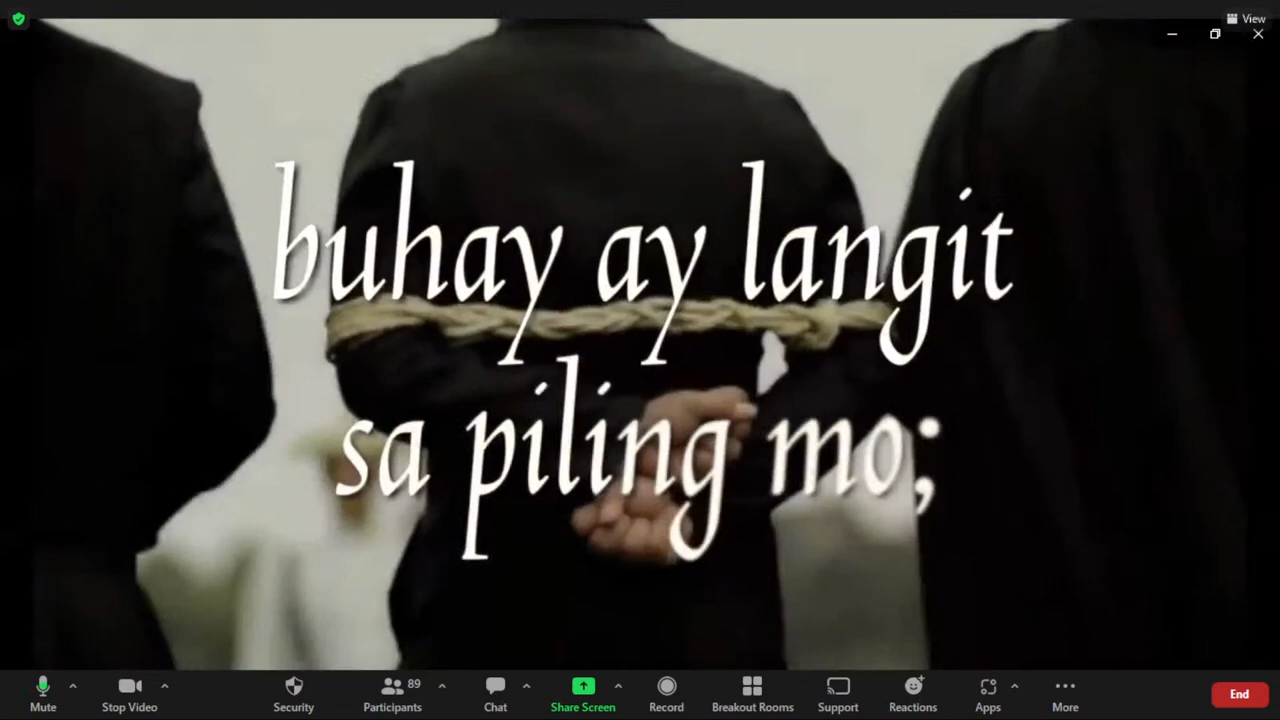 View
buhay ay langit
sa piling mo;
Mute
Stop Video
Security
Participants
89
Chat
Share Screen
Record
Breakout Rooms
Support
Reactions
Apps
More
End